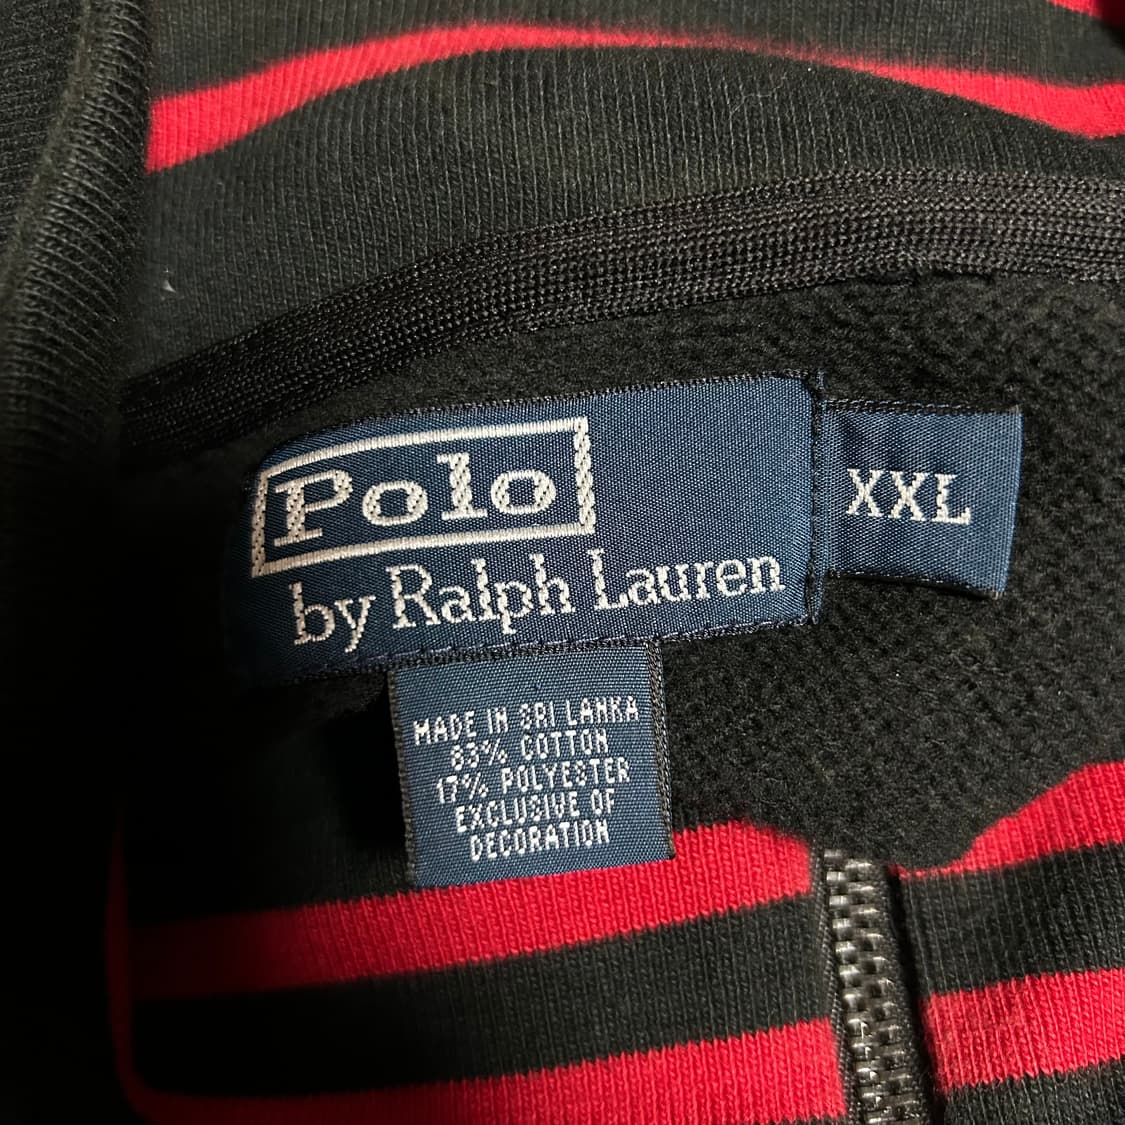 Polo
by Ralph Lauren
XXL
MADE IN SRI LANKA
83% COTTON
17% POLYESTER
EXCLUSIVE OF
DECORATION